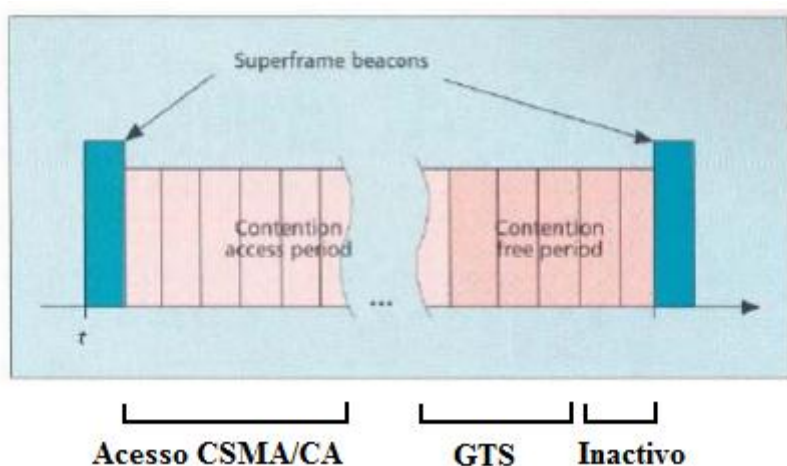 Superframe beacons
Contention
access period
Contention
free period
...
t
Acesso CSMA/CA
GTS
Inactivo